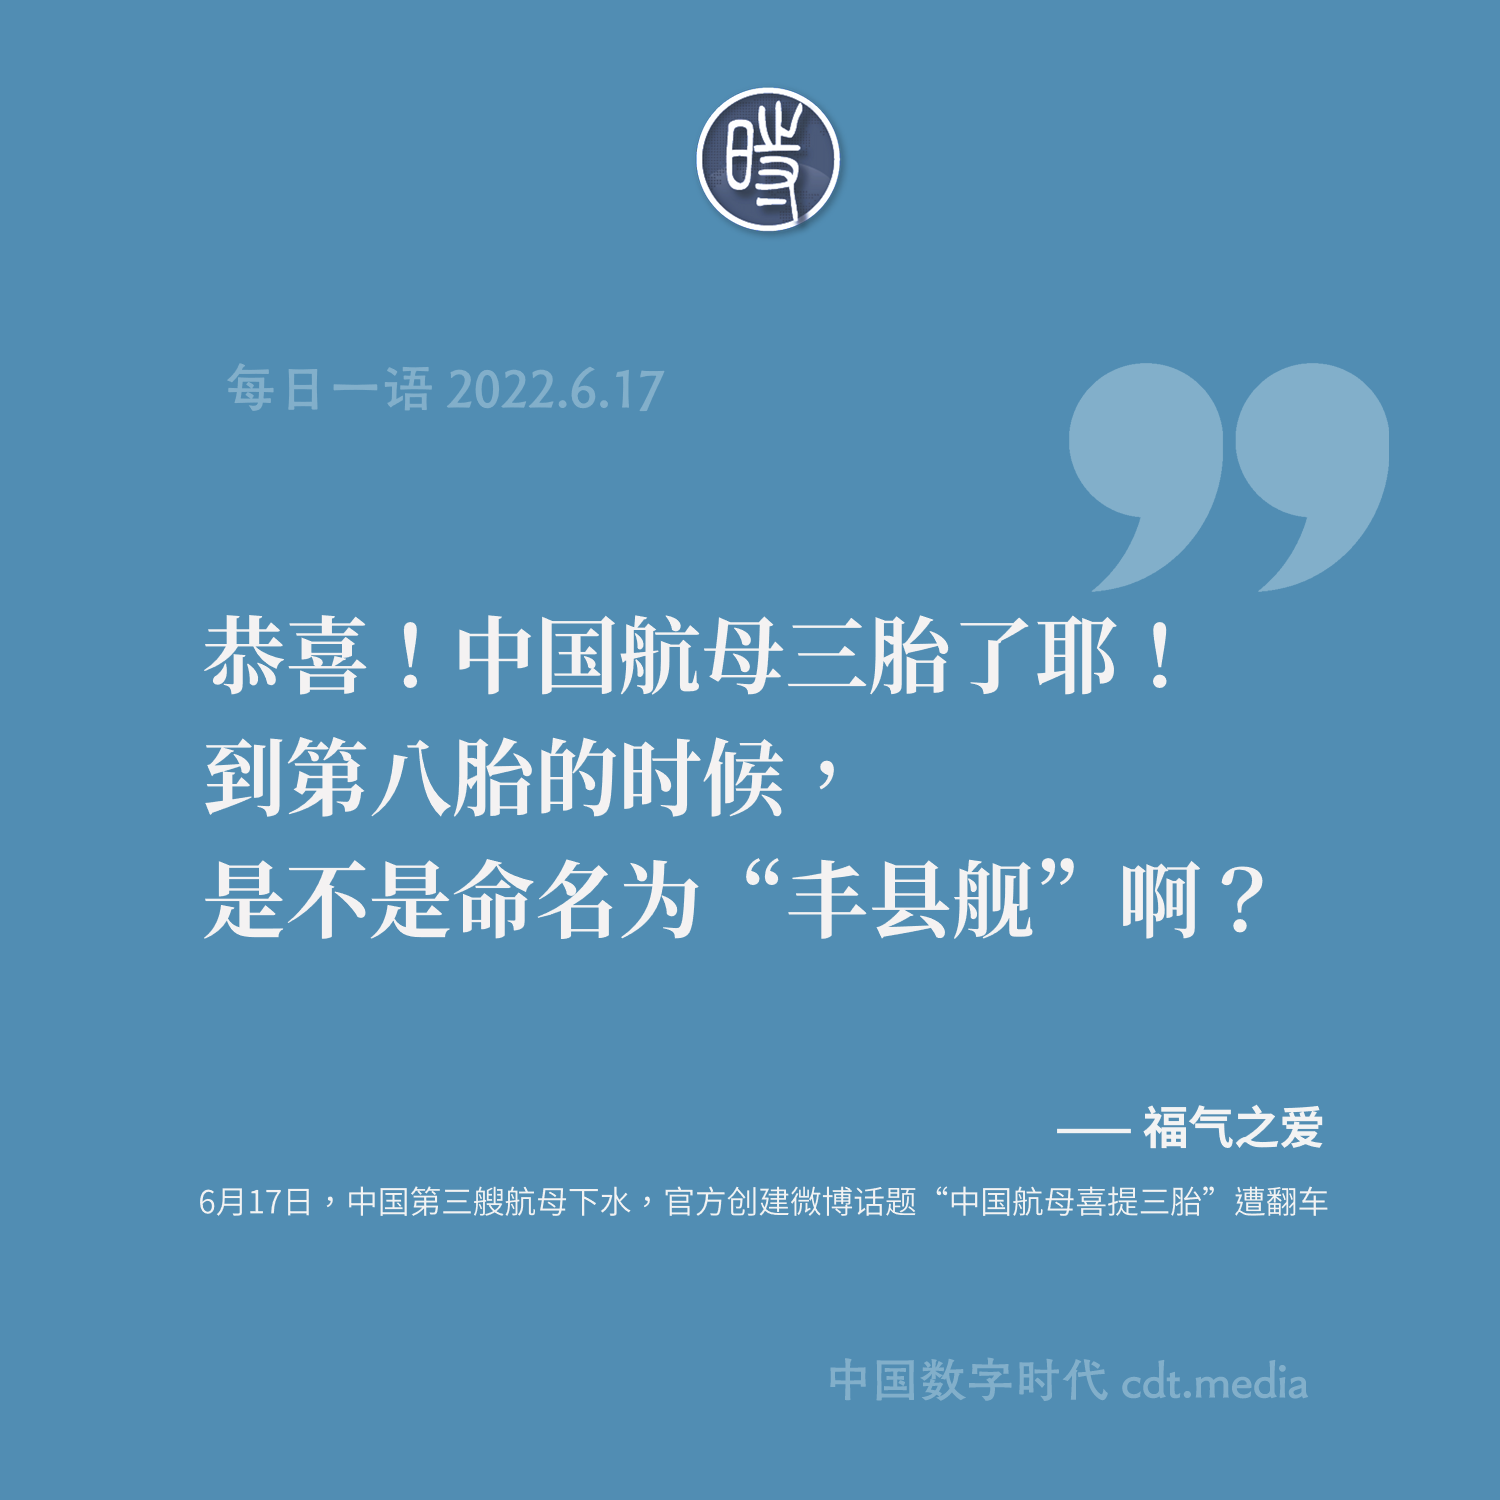 時
每日一语 2022.6.17
恭喜！中国航母三胎了耶！
到第八胎的时候，
是不是命名为“丰县舰”啊？
—— 福气之爱
6月17日，中国第三艘航母下水，官方创建微博话题“中国航母喜提三胎”遭翻车
中国数字时代 cdt.media